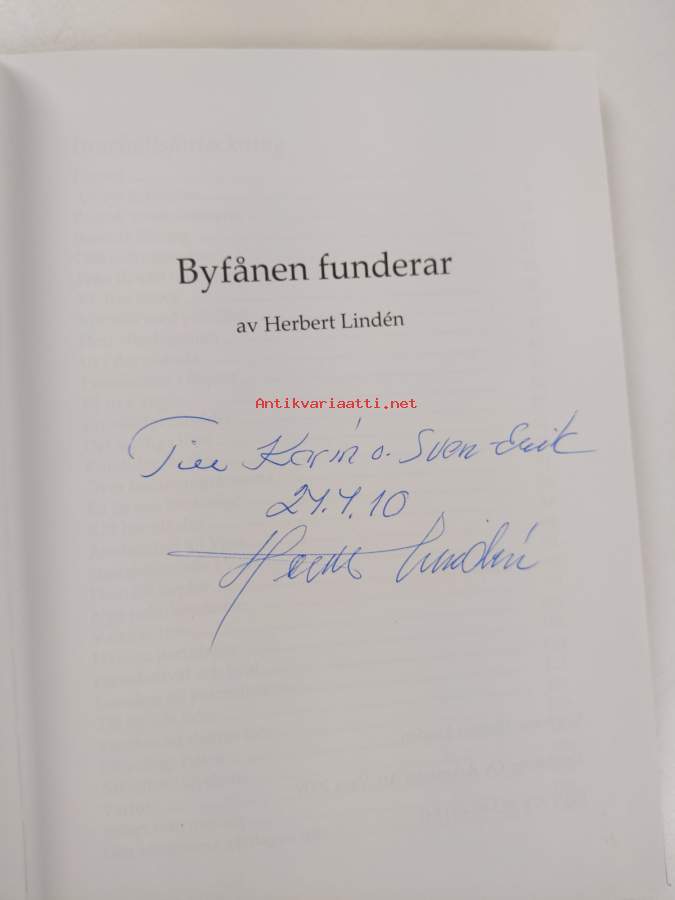 Byfånen funderar
av Herbert Lindén
Antikvariaatti.net
Till Karin o. Sven-Erik
24.4.10
Herbert Lindén